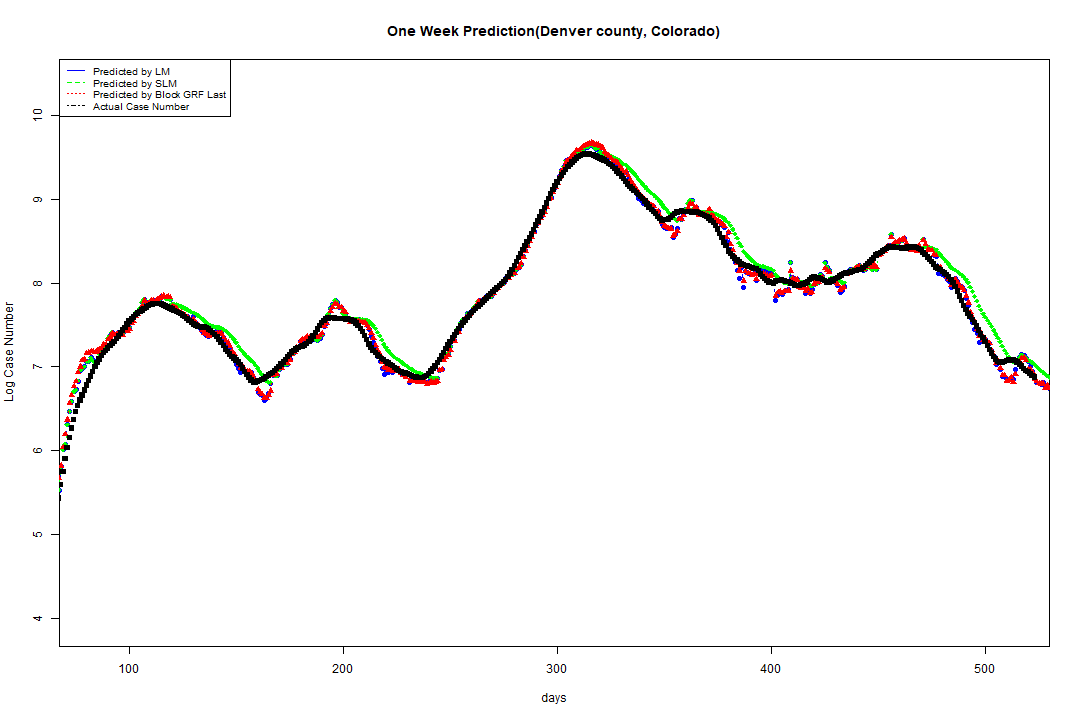 One Week Prediction(Denver county, Colorado)
Predicted by LM
Predicted by SLM
Predicted by Block GRF Last
Actual Case Number
10
9
8
7
6
5
4
Log Case Number
100 200 300 400 500
days